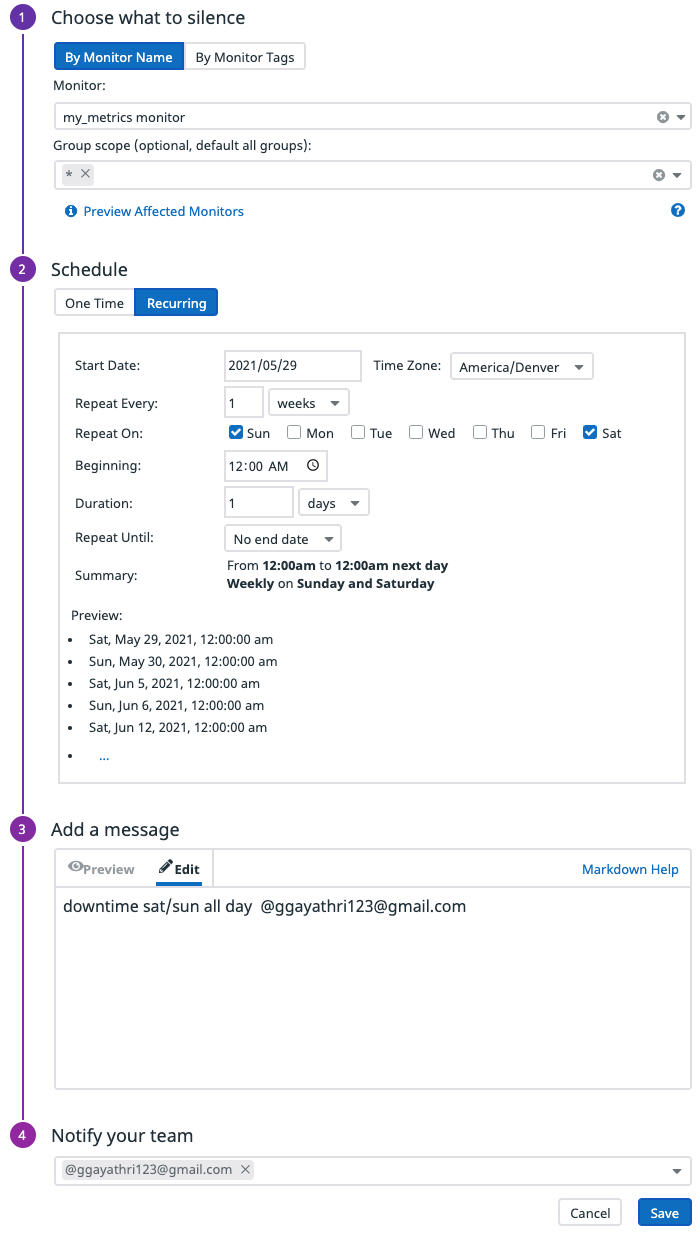 1 Choose what to silence
By Monitor Name By Monitor Tags
Monitor:
my_metrics monitor
Group scope (optional, default all groups):
* ×
Preview Affected Monitors
2 Schedule
One Time Recurring
Start Date: 2021/05/29 Time Zone: America/Denver
Repeat Every: 1 weeks
Repeat On: Sun Mon Tue Wed Thu Fri Sat
Beginning: 12:00 AM
Duration: 1 days
Repeat Until: No end date
Summary: From 12:00am to 12:00am next day
Weekly on Sunday and Saturday
Preview:
• Sat, May 29, 2021, 12:00:00 am
• Sun, May 30, 2021, 12:00:00 am
• Sat, Jun 5, 2021, 12:00:00 am
• Sun, Jun 6, 2021, 12:00:00 am
• Sat, Jun 12, 2021, 12:00:00 am
• ...
3 Add a message
Preview Edit Markdown Help
downtime sat/sun all day @ggayathri123@gmail.com
4 Notify your team
@ggayathri123@gmail.com ×
Cancel Save